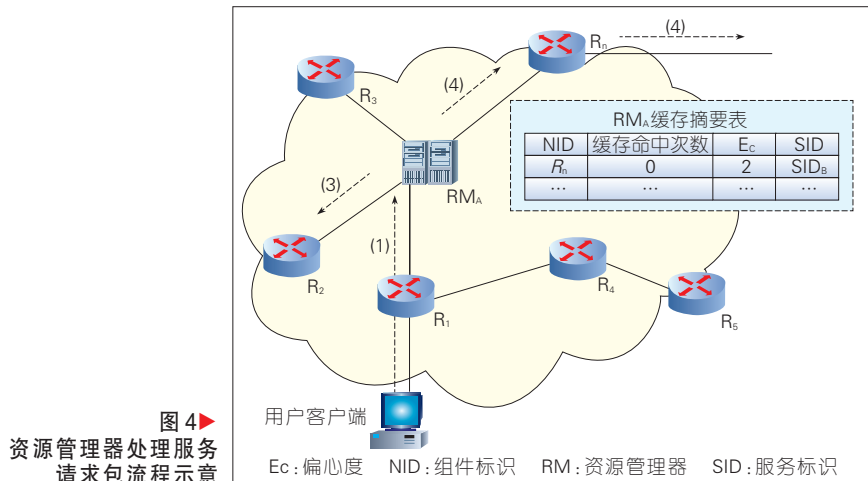 (4)
Rn
R3
(4)
RMA缓存摘要表
NID 缓存命中次数 EC SID
Rn 0 2 SIDB
… … … …
(3)
RMA
(1)
R2
R4
R1
R5
用户客户端
Ec:偏心度 NID:组件标识 RM:资源管理器 SID:服务标识
图4▶
资源管理器处理服务
请求包流程示意